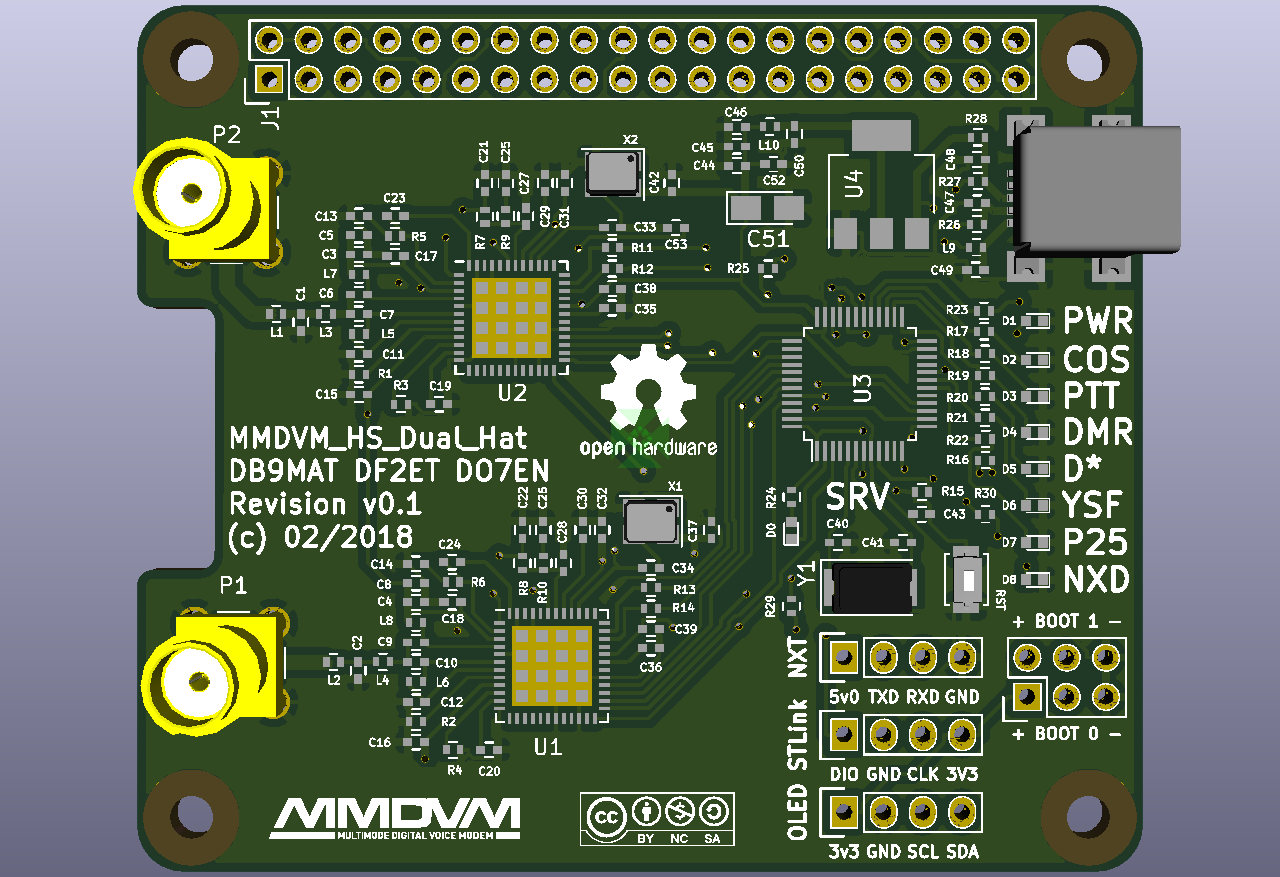 J1
P2
C46
R28
C21
C25
X2
C45
L10
C50
C48
C44
C27
C42
C52
U4
R27
C47
C23
C13
C29
C31
C33
C53
C51
R26
C5
R5
R7
R9
R11
L9
C3
C17
R12
R25
C49
L7
C38
C1
C6
C35
R23
D1
PWR
L1
L3
C7
L5
R17
C11
R18
D2
COS
R1
R19
C15
R3
C19
U2
U3
R20
D3
PTT
R21
D4
DMR
open hardware
R22
MMDVM_HS_Dual_Hat
DB9MAT DF2ET DO7EN
Revision v0.1
(c) 02/2018
R16
D5
D*
X1
R24
SRV
R15
R30
D6
YSF
C22
C26
C30
C32
C28
C37
D0
C43
C40
C41
D7
P25
C24
C14
C34
Y1
D8
NXD
P1
C8
R6
R8
R10
R13
RST
C4
C18
R14
R29
L8
C39
+ BOOT 1 -
C2
C9
L2
L4
C10
C36
NXT
L6
5v0 TXD RXD GND
C12
R2
C16
U1
STLink
+ BOOT 0 -
R4
C20
DIO GND CLK 3V3
OLED
MMDVM
MULTIMODE DIGITAL VOICE MODEM
cc
BY NC SA
3v3 GND SCL SDA